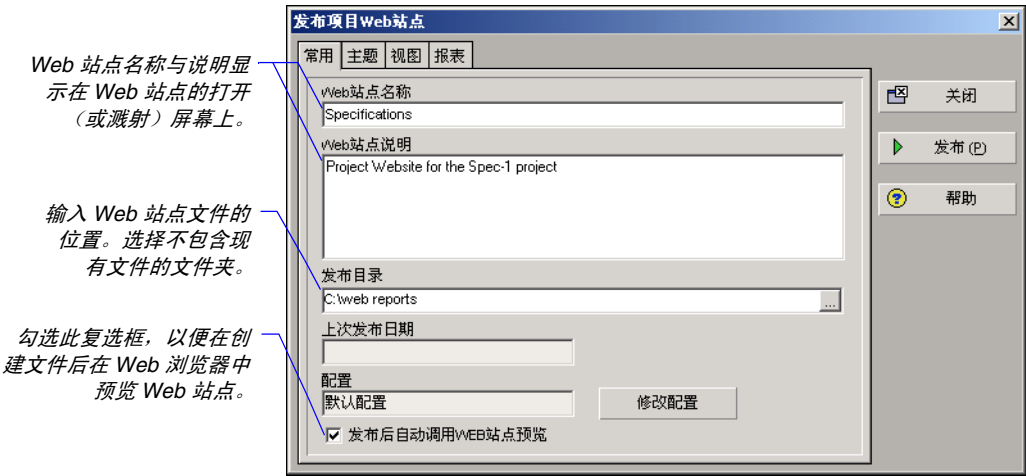 发布项目Web站点
常用 主题 视图 报表
Web 站点名称与说明显
示在 Web 站点的打开
（或溅射）屏幕上。
Web站点名称
Specifications
Web站点说明
Project Website for the Spec-1 project
关闭
发布(P)
帮助
输入 Web 站点文件的
位置。选择不包含现
有文件的文件夹。
发布目录
C:\web reports
...
上次发布日期
勾选此复选框，以便在创
建文件后在 Web 浏览器中
预览 Web 站点。
配置
默认配置
修改配置
发布后自动调用WEB站点预览